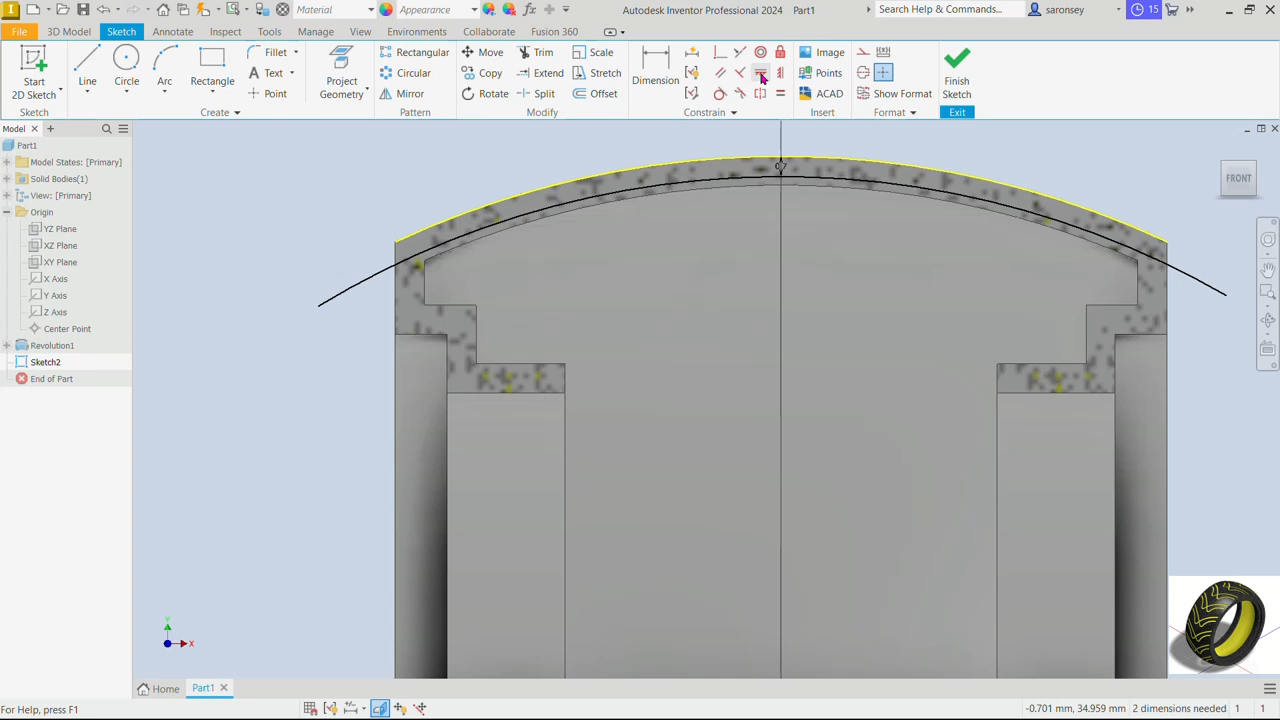 Material
Appearance
Autodesk Inventor Professional 2024 Part1
Search Help & Commands...
saronsey
15
File
3D Model
Sketch
Annotate
Inspect
Tools
Manage
View
Environments
Collaborate
Fusion 360
Start
2D Sketch
Line
Circle
Arc
Rectangle
Fillet
Text
Point
Project
Geometry
Rectangular
Circular
Mirror
Move
Copy
Rotate
Trim
Extend
Split
Scale
Stretch
Offset
Dimension
Image
Points
ACAD
Show Format
Finish
Sketch
Sketch
Create
Pattern
Modify
Constrain
Insert
Format
Exit
Model
Part1
Model States: [Primary]
Solid Bodies(1)
View: [Primary]
Origin
YZ Plane
XZ Plane
XY Plane
X Axis
Y Axis
Z Axis
Center Point
Revolution1
Sketch2
End of Part
FRONT
Y
X
Home
Part1
For Help, press F1
-0.701 mm, 34.959 mm
2 dimensions needed
1
1